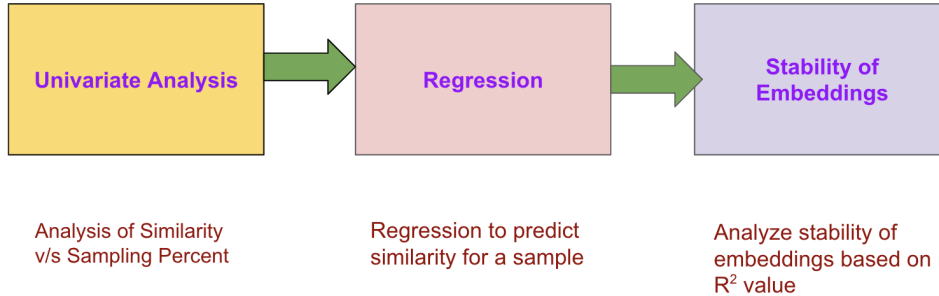 Univariate Analysis
Regression
Stability of
Embeddings
Analysis of Similarity
v/s Sampling Percent
Regression to predict
similarity for a sample
Analyze stability of
embeddings based on
R² value